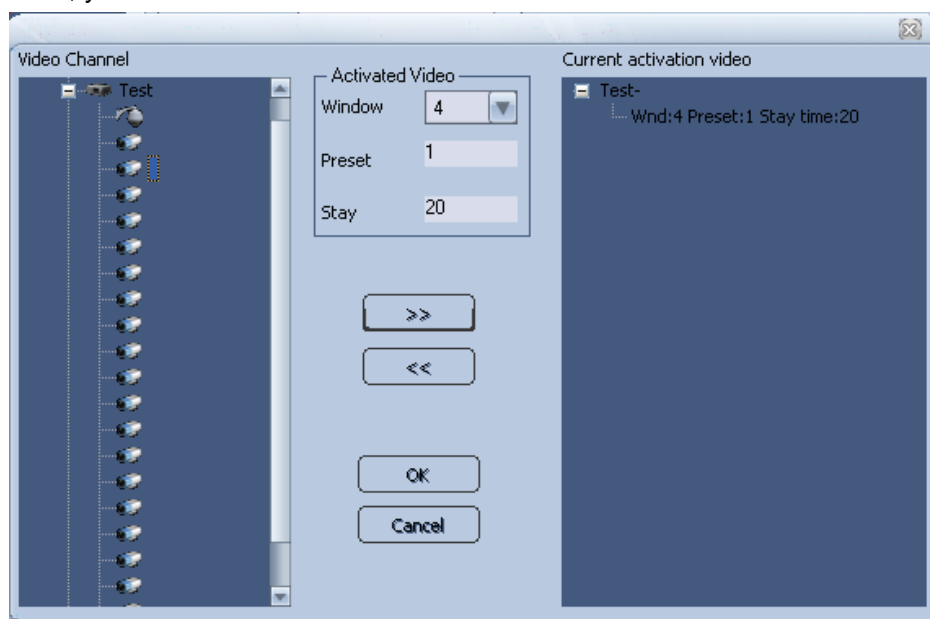 Video Channel
Test
Activated Video
Window 4
Preset 1
Stay 20
>>
<<
OK
Cancel
Current activation video
Test-
Wnd:4 Preset:1 Stay time:20